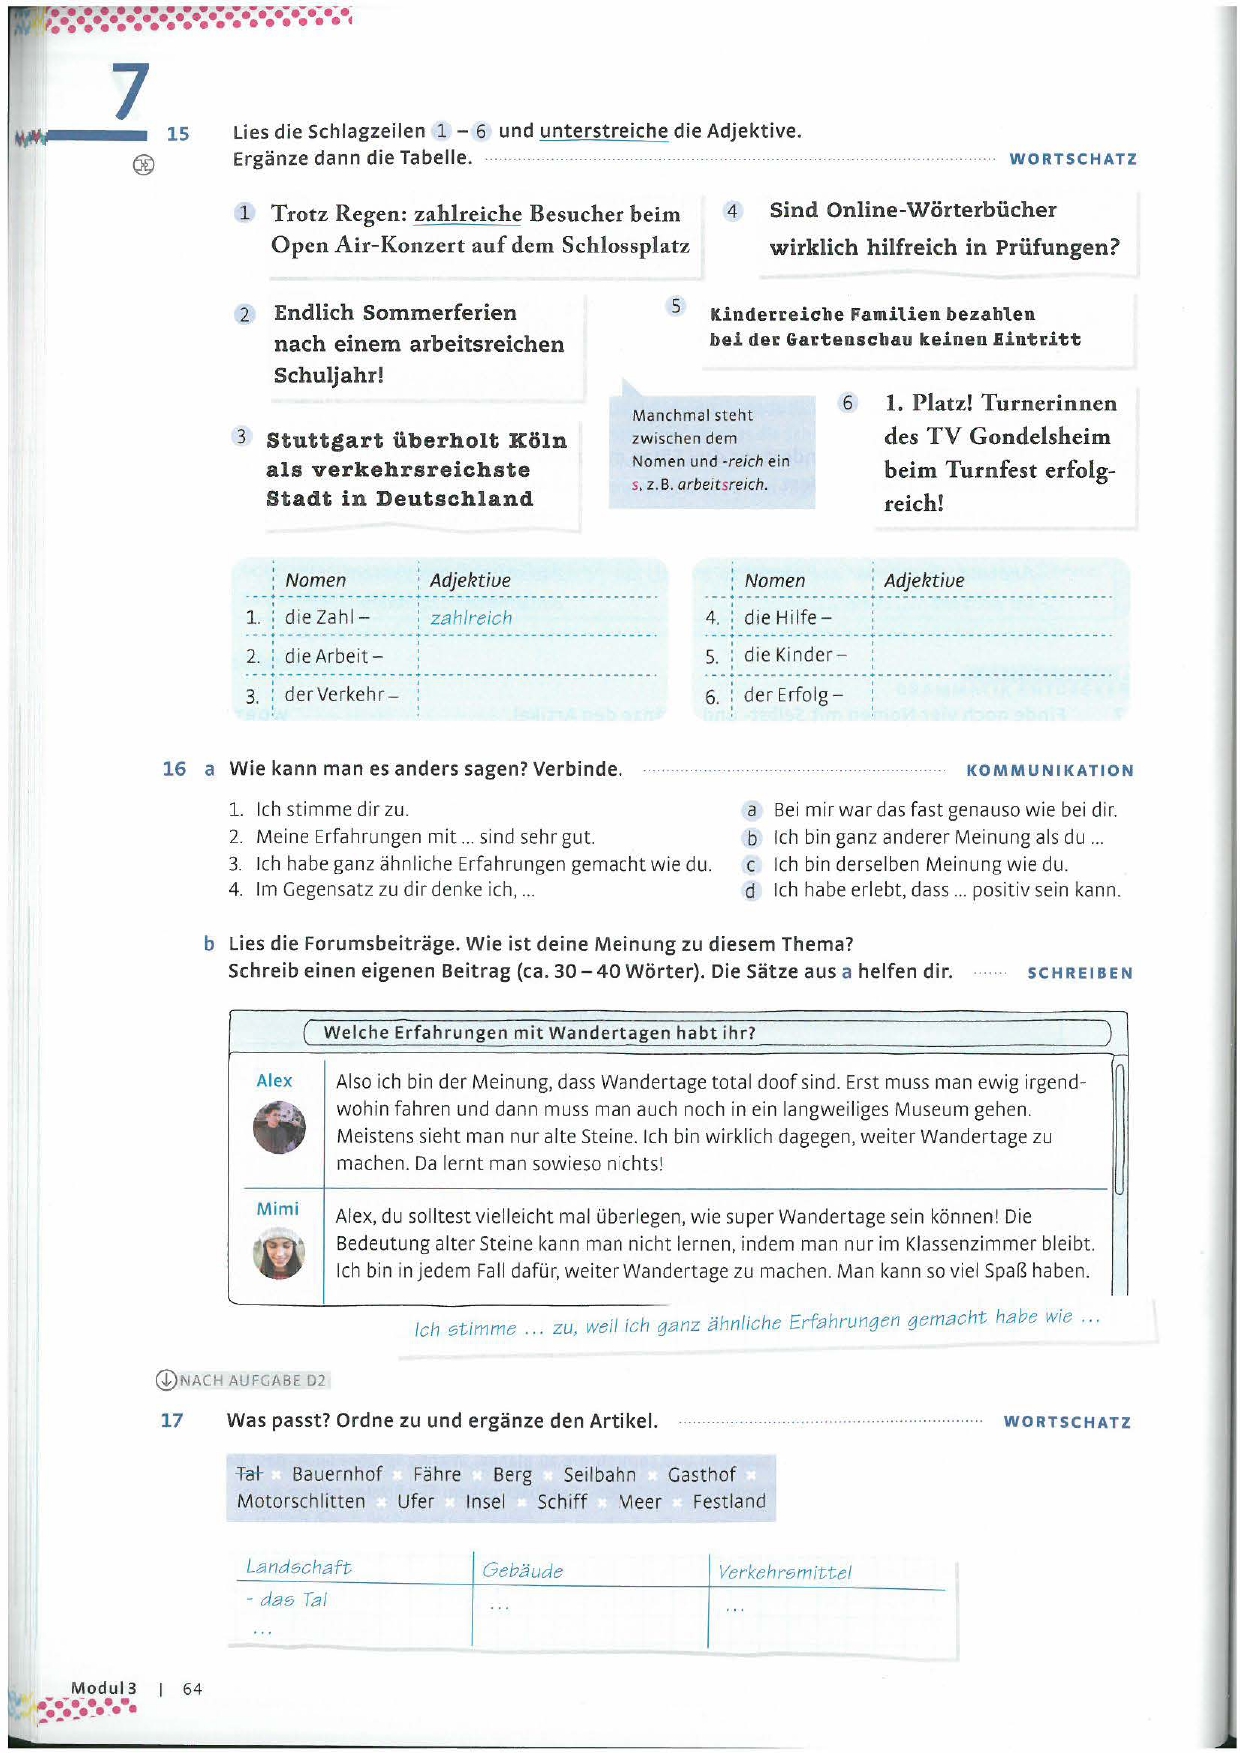 7
15 Lies die Schlagzeilen 1 – 6 und unterstreiche die Adjektive.
Ergänze dann die Tabelle. WORTSCHATZ
1 Trotz Regen: zahlreiche Besucher beim
Open Air-Konzert auf dem Schlossplatz
4 Sind Online-Wörterbücher
wirklich hilfreich in Prüfungen?
2 Endlich Sommerferien
nach einem arbeitsreichen
Schuljahr!
5 Kinderreiche Familien bezahlen
bei der Gartenschau keinen Eintritt
3 Stuttgart überholt Köln
als verkehrsreichste
Stadt in Deutschland
Manchmal steht
zwischen dem
Nomen und -reich ein
s, z.B. arbeitsreich.
6 1. Platz! Turnerinnen
des TV Gondelsheim
beim Turnfest erfolg-
reich!
Nomen Adjektive
1. die Zahl – zahlreich
2. die Arbeit –
3. der Verkehr –
Nomen Adjektive
4. die Hilfe –
5. die Kinder –
6. der Erfolg –
16 a Wie kann man es anders sagen? Verbinde. KOMMUNIKATION
1. Ich stimme dir zu.
2. Meine Erfahrungen mit ... sind sehr gut.
3. Ich habe ganz ähnliche Erfahrungen gemacht wie du.
4. Im Gegensatz zu dir denke ich, ...
a Bei mir war das fast genauso wie bei dir.
b Ich bin ganz anderer Meinung als du ...
c Ich bin derselben Meinung wie du.
d Ich habe erlebt, dass ... positiv sein kann.
b Lies die Forumsbeiträge. Wie ist deine Meinung zu diesem Thema?
Schreib einen eigenen Beitrag (ca. 30 – 40 Wörter). Die Sätze aus a helfen dir. SCHREIBEN
Welche Erfahrungen mit Wandertagen habt ihr?
Alex
Also ich bin der Meinung, dass Wandertage total doof sind. Erst muss man ewig irgend-
wohin fahren und dann muss man auch noch in ein langweiliges Museum gehen.
Meistens sieht man nur alte Steine. Ich bin wirklich dagegen, weiter Wandertage zu
machen. Da lernt man sowieso nichts!
Mimi
Alex, du solltest vielleicht mal überlegen, wie super Wandertage sein können! Die
Bedeutung alter Steine kann man nicht lernen, indem man nur im Klassenzimmer bleibt.
Ich bin in jedem Fall dafür, weiter Wandertage zu machen. Man kann so viel Spaß haben.
Ich stimme ... zu, weil ich ganz ähnliche Erfahrungen gemacht habe wie ...
NACH AUFGABE D2
17 Was passt? Ordne zu und ergänze den Artikel. WORTSCHATZ
Tal × Bauernhof × Fähre × Berg × Seilbahn × Gasthof ×
Motorschlitten × Ufer × Insel × Schiff × Meer × Festland
Landschaft Gebäude Verkehrsmittel
- das Tal ... ...
...
Modul 3 | 64